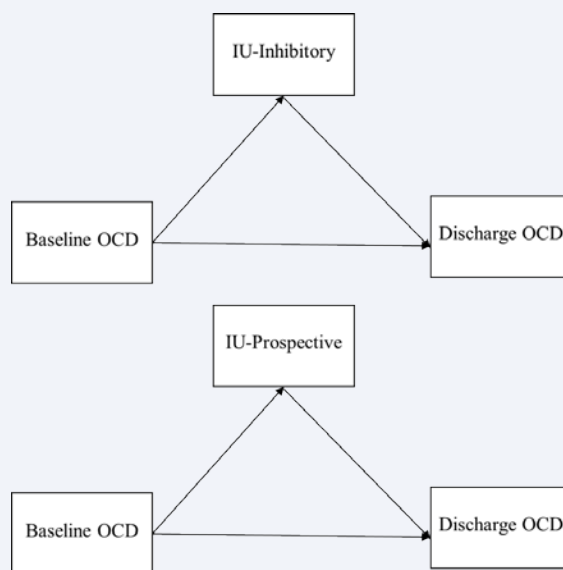 IU-Inhibitory
Baseline OCD
Discharge OCD
IU-Prospective
Baseline OCD
Discharge OCD